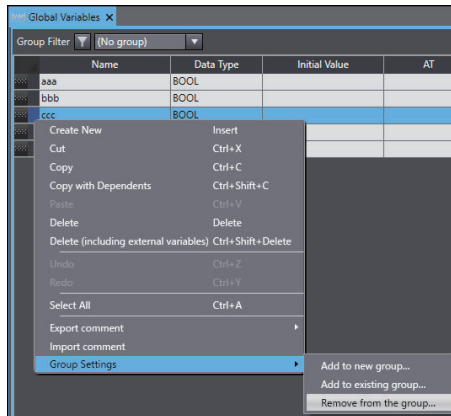 Global Variables X
Group Filter (No group)
Name Data Type Initial Value AT
aaa BOOL
bbb BOOL
ccc BOOL
Create New Insert
Cut Ctrl+X
Copy Ctrl+C
Copy with Dependents Ctrl+Shift+C
Paste Ctrl+V
Delete Delete
Delete (including external variables) Ctrl+Shift+Delete
Undo Ctrl+Z
Redo Ctrl+Y
Select All Ctrl+A
Export comment
Import comment
Group Settings
Add to new group...
Add to existing group...
Remove from the group...